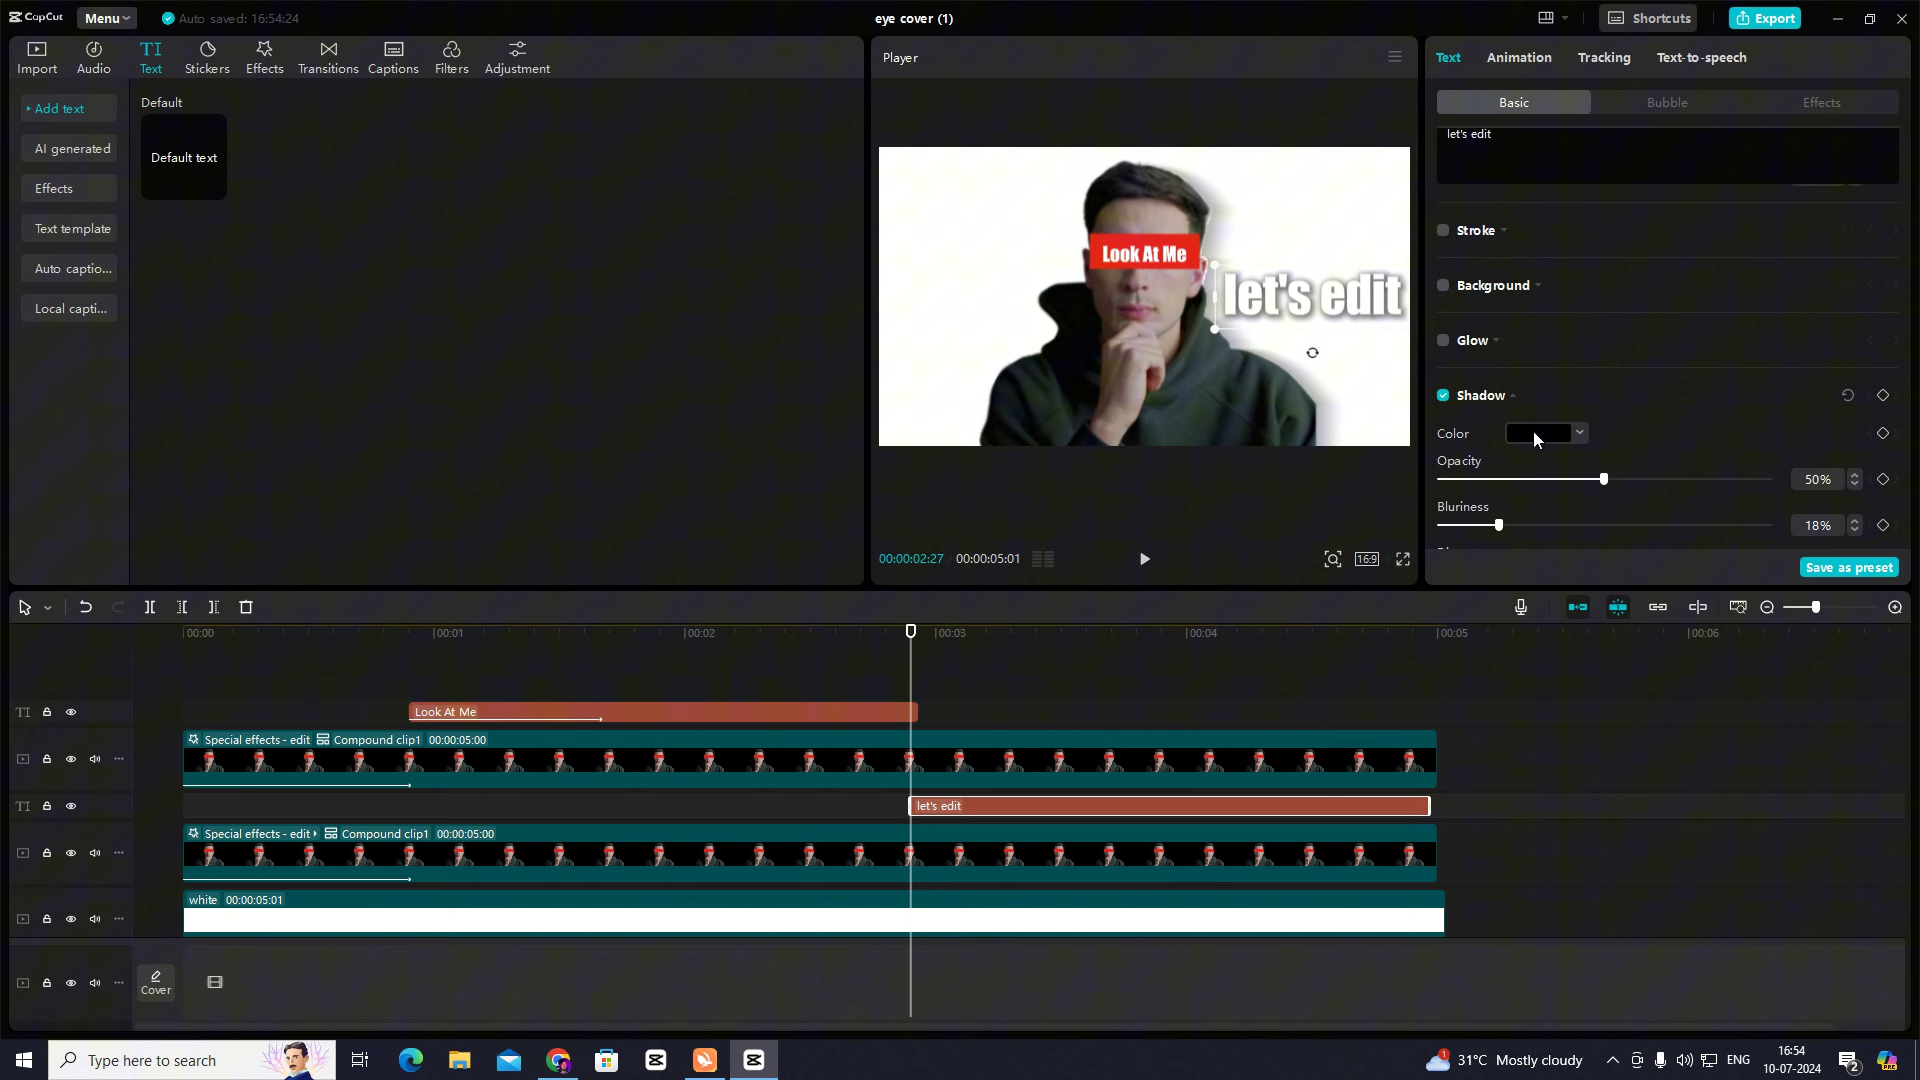 CapCut
Menu
Auto saved: 16:54:24
eye cover (1)
Shortcuts
Export
Import
Audio
TI
Text
Stickers
Effects
Transitions
Captions
Filters
Adjustment
Add text
AI generated
Effects
Text template
Auto captio...
Local capti...
Default
Default text
Player
Look At Me
let's edit
00:00:02:27
00:00:05:01
16:9
Text
Animation
Tracking
Text-to-speech
Basic
Bubble
Effects
let's edit
Stroke
Background
Glow
Shadow
Color
Opacity
50%
Bluriness
18%
Save as preset
00:00
00:01
00:02
00:03
00:04
00:05
00:06
TI
Look At Me
Special effects - edit
Compound clip1
00:00:05:00
TI
let's edit
Special effects - edit
Compound clip1
00:00:05:00
white
00:00:05:01
Cover
Type here to search
1
31°C Mostly cloudy
ENG
16:54
10-07-2024
2
PRE